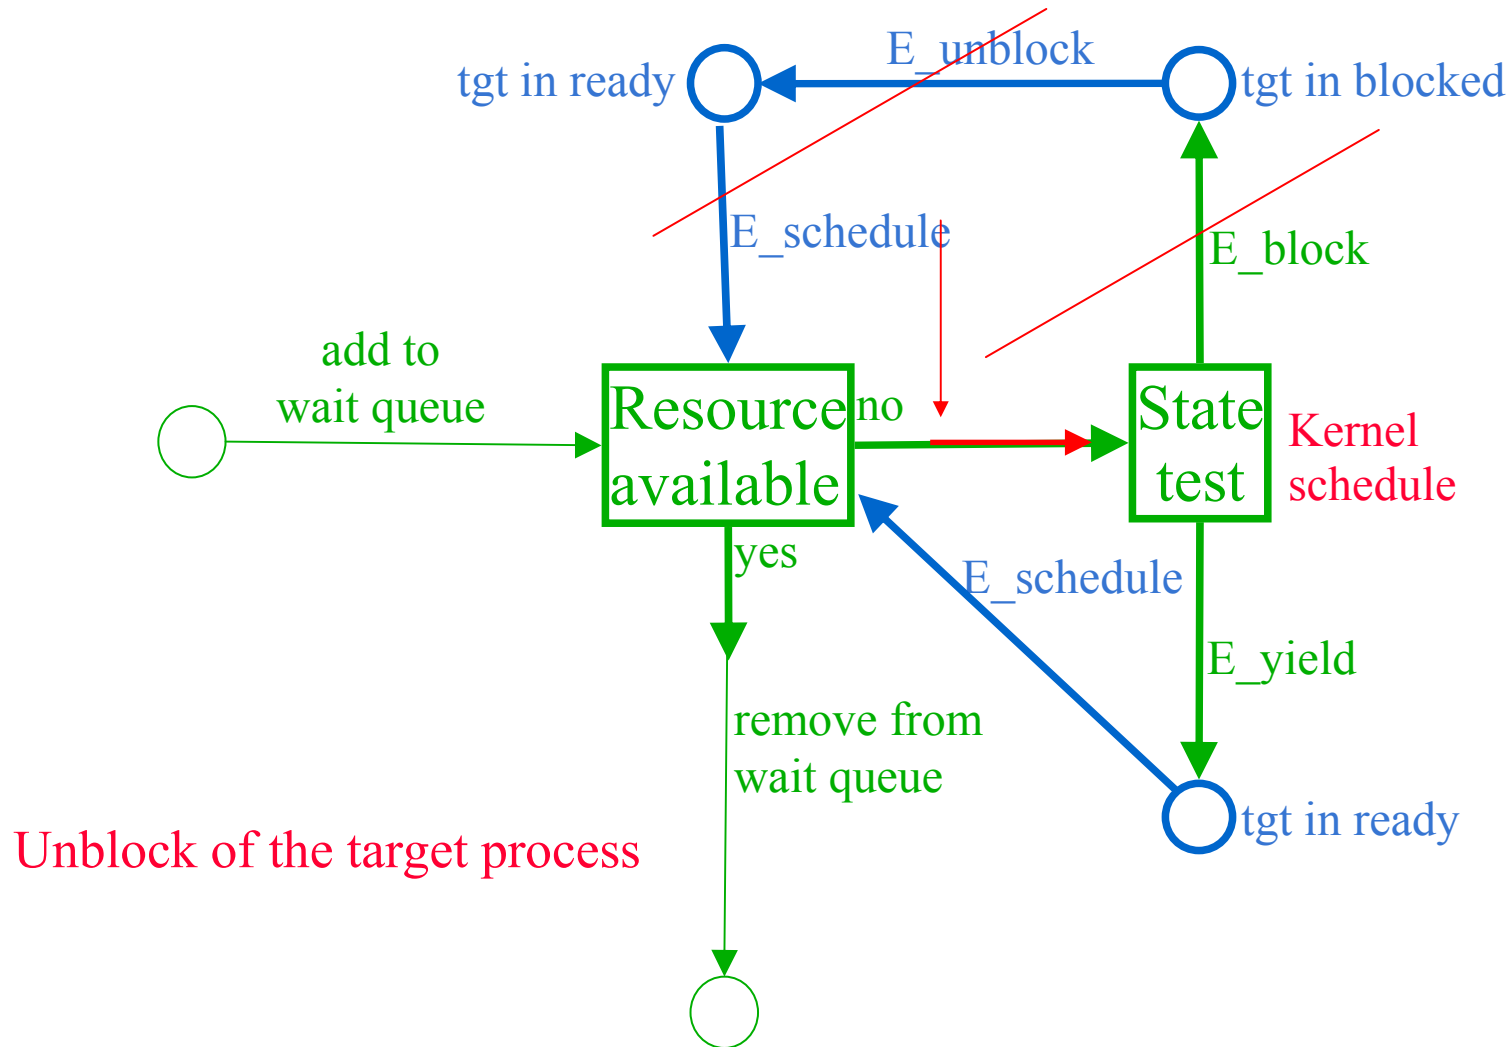 E_unblock
tgt in ready
tgt in blocked
E_schedule
E_block
add to
wait queue
Resource
available
no
State
test
Kernel
schedule
yes
E_schedule
E_yield
remove from
wait queue
tgt in ready
Unblock of the target process